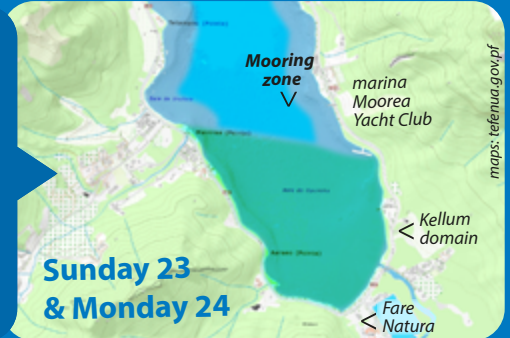 Mooring
zone
marina
Moorea
Yacht Club
maps: tefenua.gov.pf
Kellum
domain
Sunday 23
& Monday 24
Fare
Natura